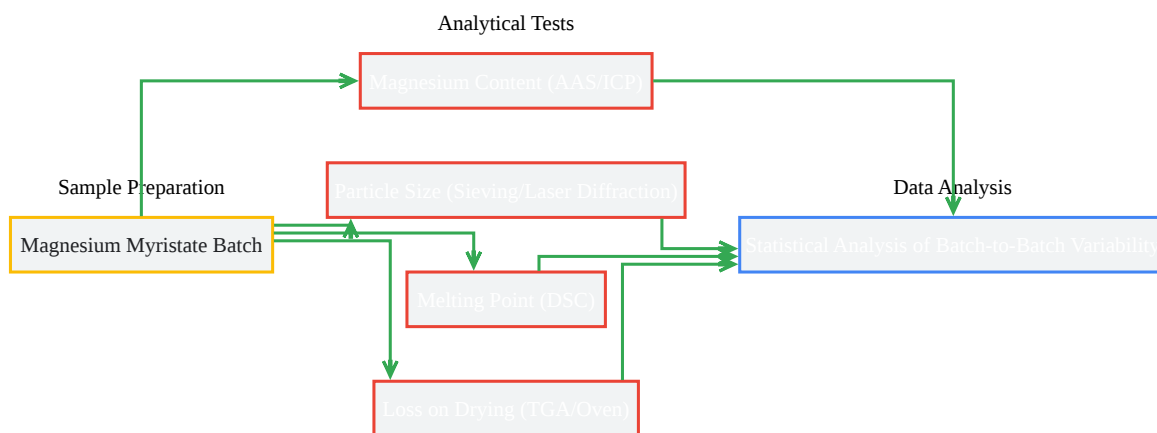 Analytical Tests
Magnesium Content (AAS/ICP)
Sample Preparation
Particle Size (Sieving/Laser Diffraction)
Data Analysis
Magnesium Myristate Batch
Statistical Analysis of Batch-to-Batch Variability
Melting Point (DSC)
Loss on Drying (TGA/Oven)